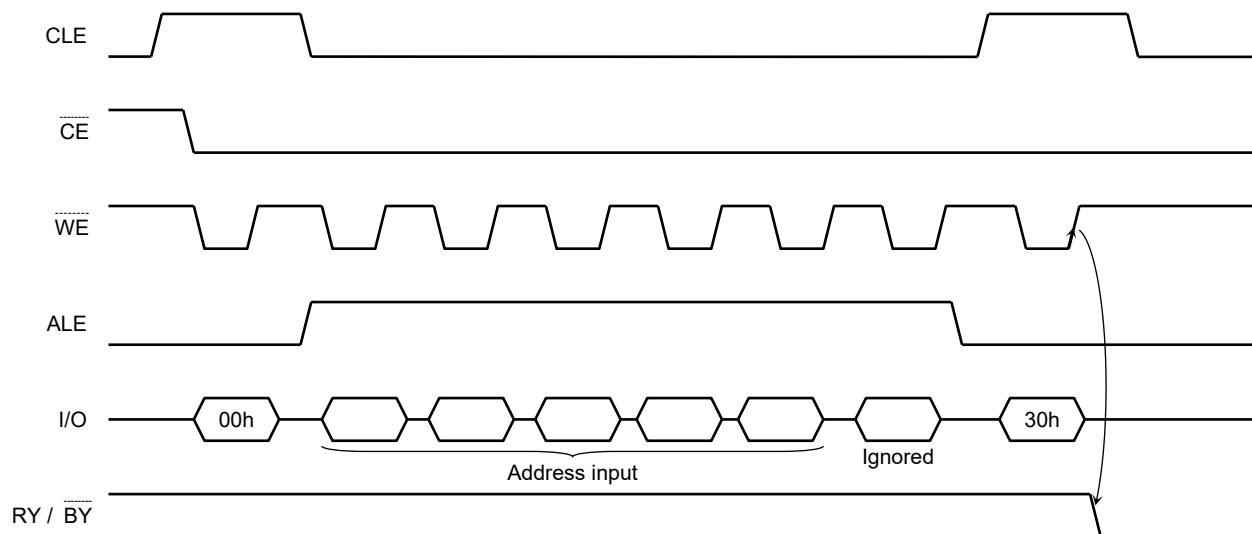 CLE
CE
WE
ALE
I/O 00h 30h
Ignored
Address input
RY / BY